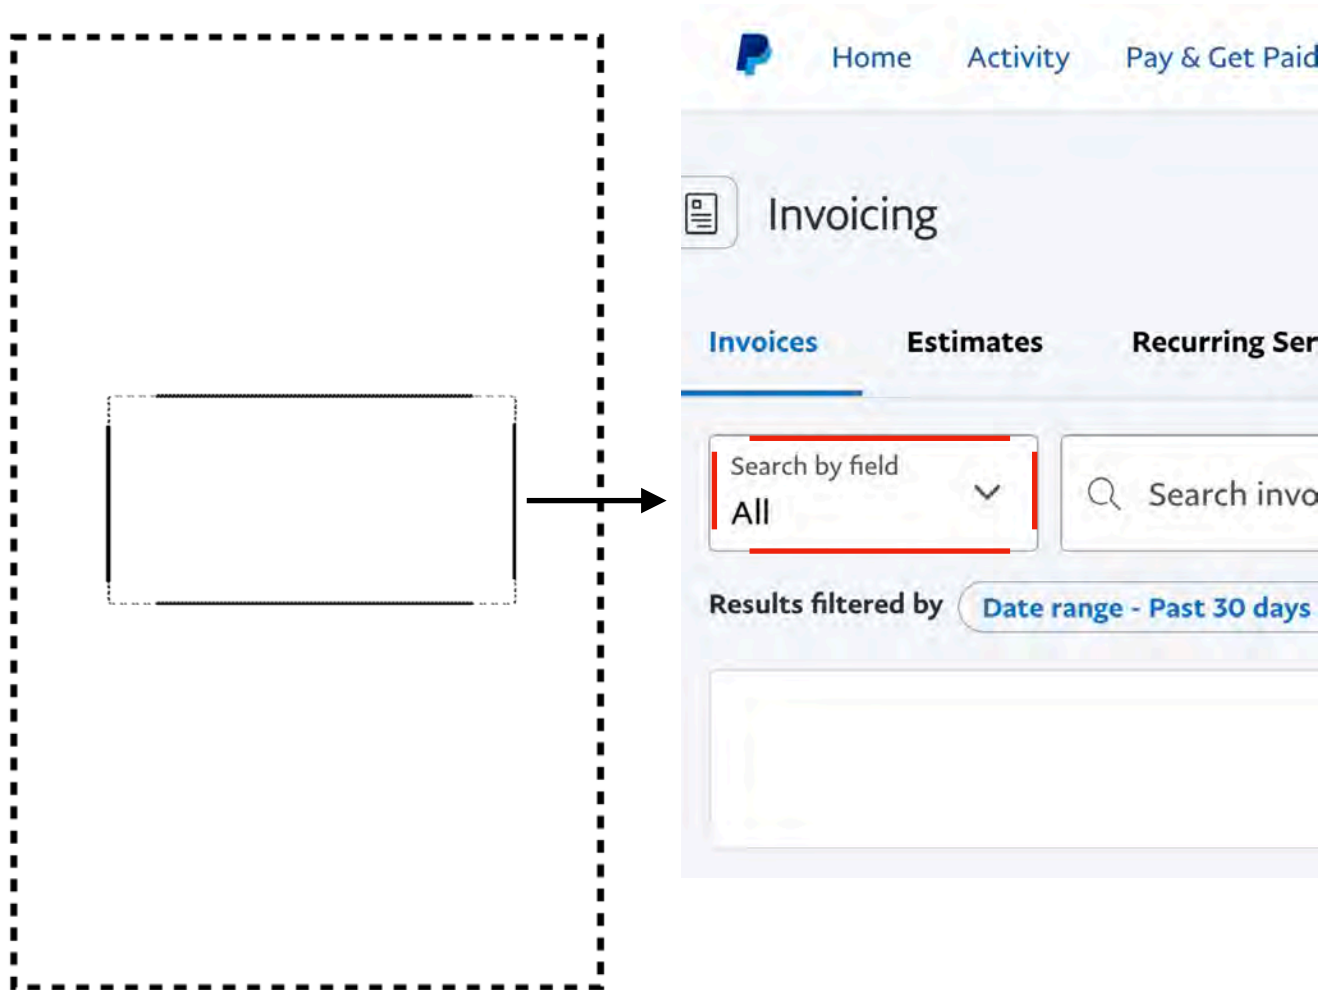 Home Activity Pay & Get Paid
Invoicing
Invoices Estimates Recurring Ser
Search by field
All
Search invo
Results filtered by Date range - Past 30 days